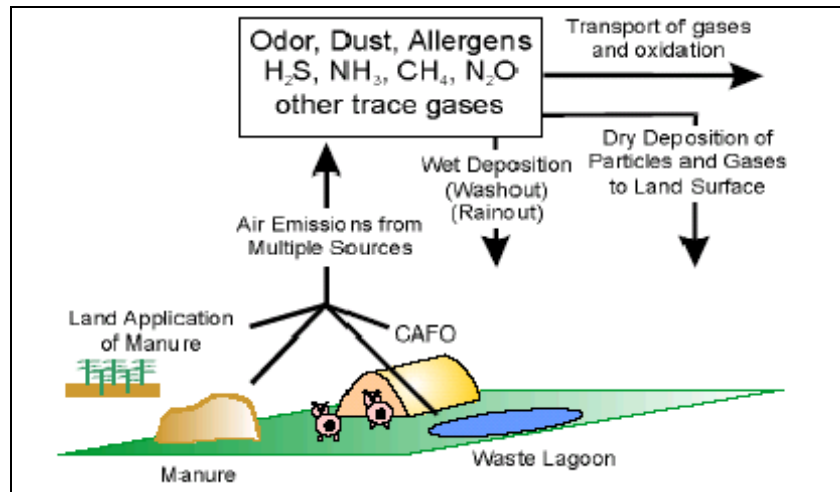 Odor, Dust, Allergens
H₂S, NH₃, CH₄, N₂O
other trace gases
Transport of gases
and oxidation
Dry Deposition of
Particles and Gases
to Land Surface
Wet Deposition
(Washout)
(Rainout)
Air Emissions from
Multiple Sources
Land Application
of Manure
CAFO
Manure
Waste Lagoon